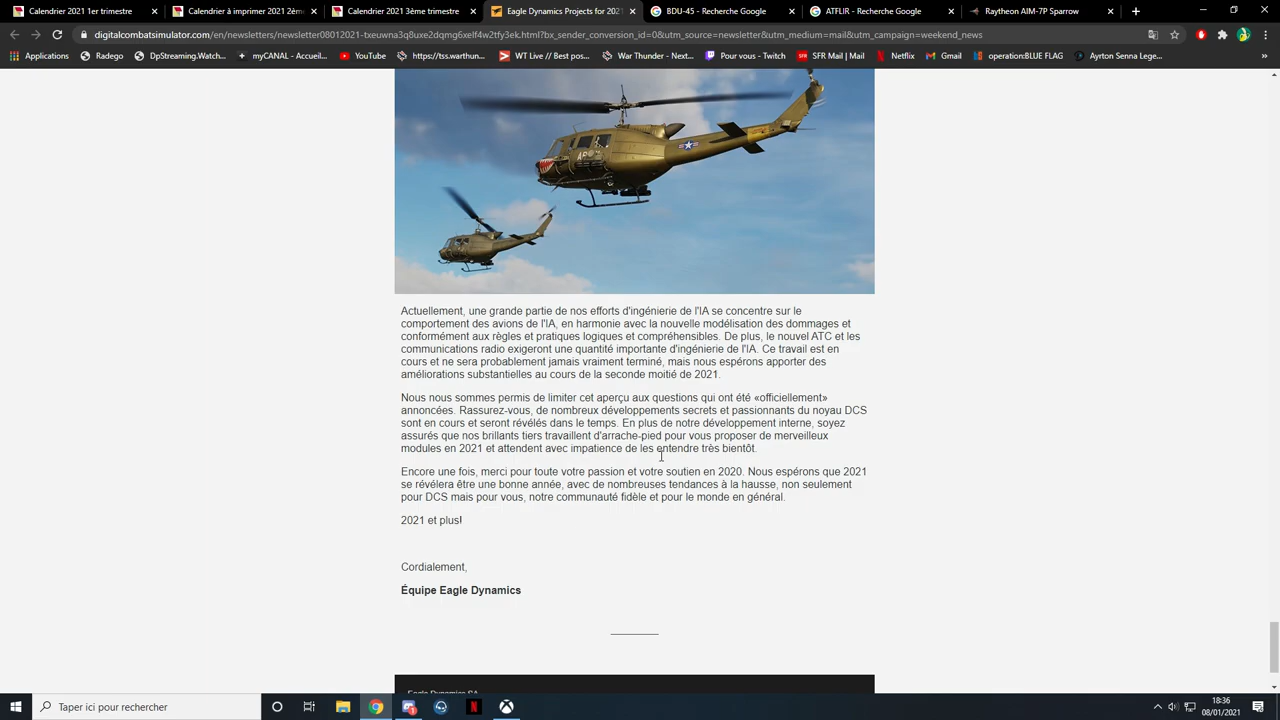 Calendrier 2021 1er trimestre
Calendrier à imprimer 2021 2ém
Calendrier 2021 1er trimestre
Eagle Dynamics Projects for 2021
BDU-45 - Recherche Google
ATFLIR - Recherche Google
Raytheon AIM-7P Sparrow
digitalcombatsimulator.com/en/newsletters/newsletter08012021-txeuwna3q8uxe2dqmg6xelf4w2tfy3ek.html?bx_sender_conversion_id=0&utm_source=newsletter&utm_medium=mail&utm_campaign=weekend_news
Applications
Radego
DpStreaming.Watch...
myCANAL - Accueil...
YouTube
https://tss.warthun...
WT Live // Best pos...
War Thunder - Next...
Pour vous - Twitch
SFR Mail | Mail
Netflix
Gmail
operation:BLUE FLAG
Ayrton Senna Lege...
Actuellement, une grande partie de nos efforts d'ingénierie de l'IA se concentre sur le
comportement des avions de l'IA, en harmonie avec la nouvelle modélisation des dommages et
conformément aux règles et pratiques logiques et compréhensibles. De plus, le nouvel ATC et les
communications radio exigeront une quantité importante d'ingénierie de l'IA. Ce travail est en
cours et ne sera probablement jamais vraiment terminé, mais nous espérons apporter des
améliorations substantielles au cours de la seconde moitié de 2021.
Nous nous sommes permis de limiter cet aperçu aux questions qui ont été «officiellement»
annoncées. Rassurez-vous, de nombreux développements secrets et passionnants du noyau DCS
sont en cours et seront révélés dans le temps. En plus de notre développement interne, soyez
assurés que nos brillants tiers travaillent d'arrache-pied pour vous proposer de merveilleux
modules en 2021 et attendent avec impatience de les entendre très bientôt.
Encore une fois, merci pour toute votre passion et votre soutien en 2020. Nous espérons que 2021
se révélera être une bonne année, avec de nombreuses tendances à la hausse, non seulement
pour DCS mais pour vous, notre communauté fidèle et pour le monde en général.
2021 et plus!
Cordialement,
Équipe Eagle Dynamics
Eagle Dynamics SA
Taper ici pour rechercher
18:36
08/01/2021